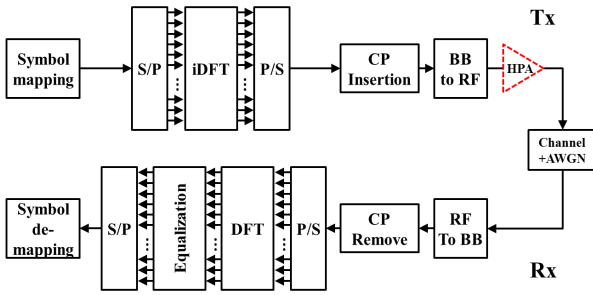 Tx
Symbol
mapping
S/P
iDFT
P/S
CP
Insertion
BB
to RF
HPA
Channel
+AWGN
Symbol
de-
mapping
S/P
Equalization
DFT
P/S
CP
Remove
RF
To BB
Rx